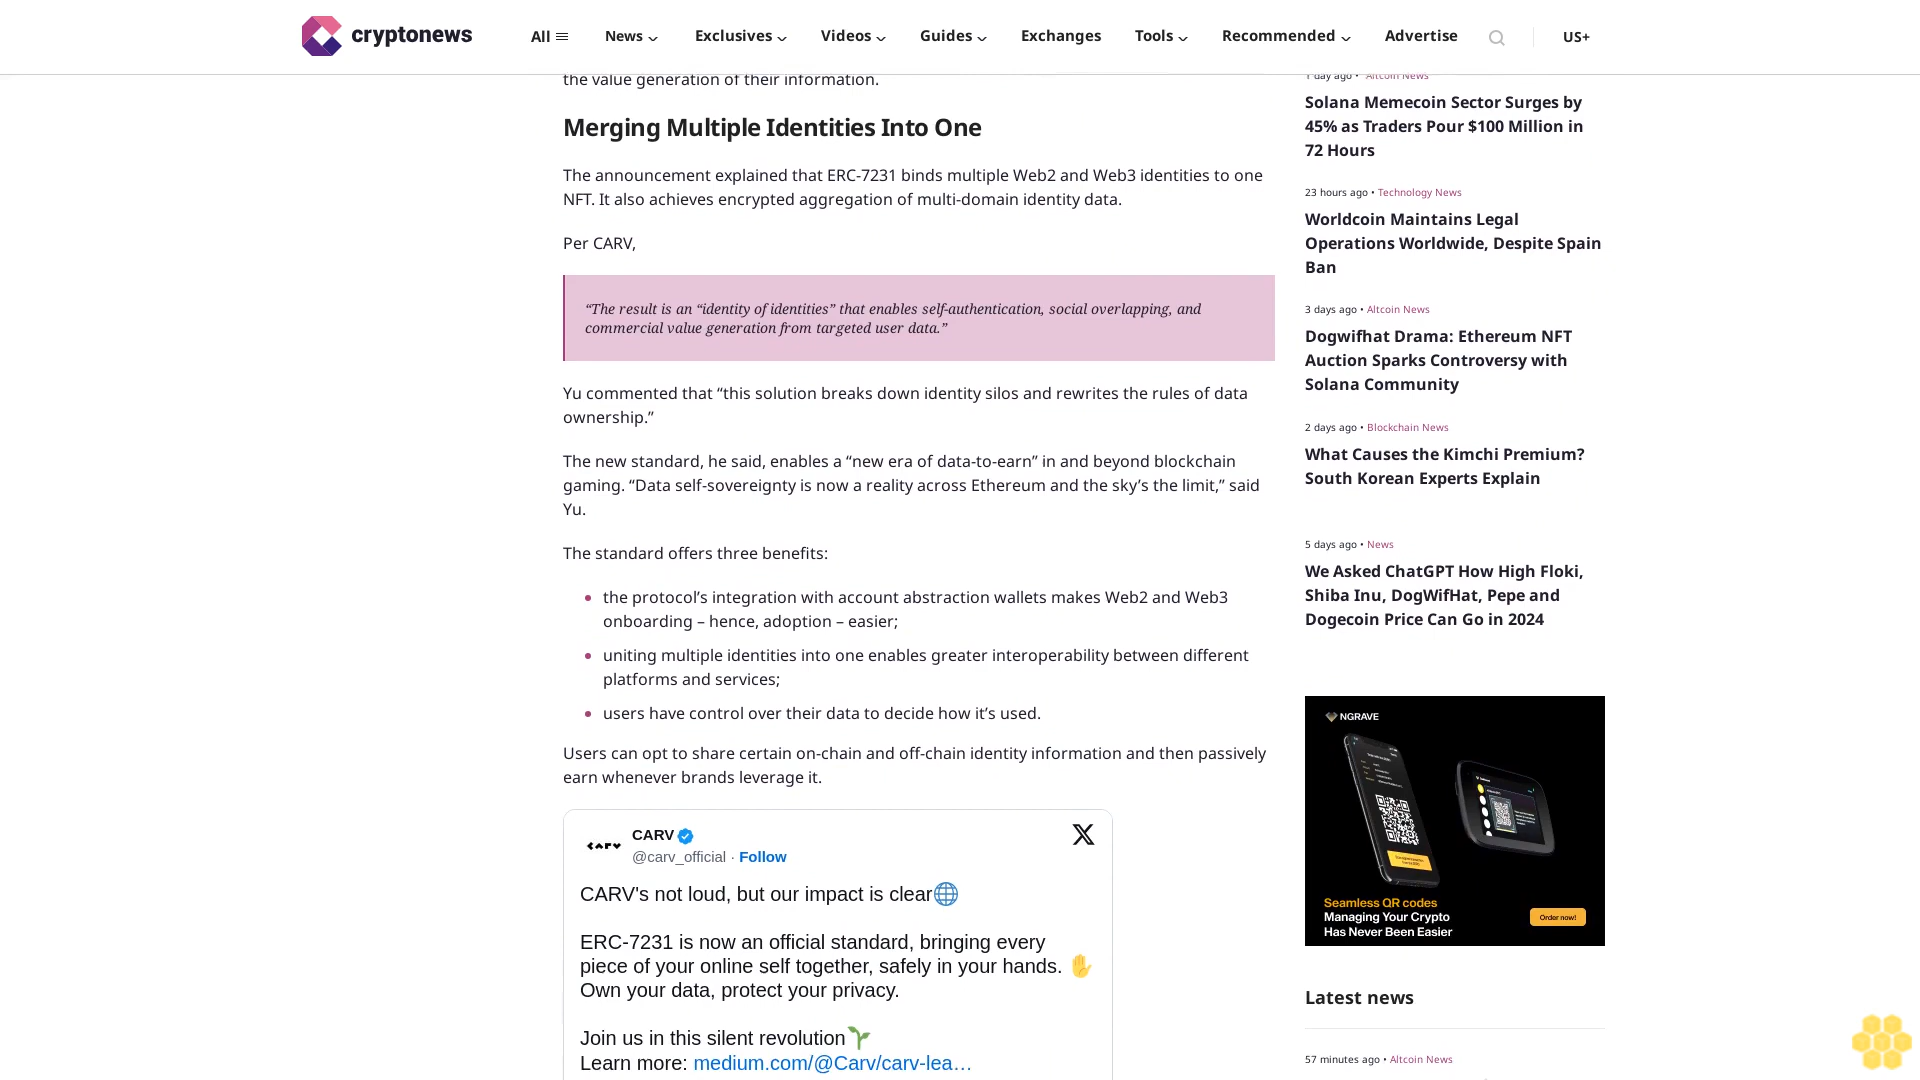 cryptonews
All
News
Exclusives
Videos
Guides
Exchanges
Tools
Recommended
Advertise
US+
the value generation of their information.
Merging Multiple Identities Into One
The announcement explained that ERC-7231 binds multiple Web2 and Web3 identities to one
NFT. It also achieves encrypted aggregation of multi-domain identity data.
Per CARV,
“The result is an “identity of identities” that enables self-authentication, social overlapping, and
commercial value generation from targeted user data.”
Yu commented that “this solution breaks down identity silos and rewrites the rules of data
ownership.”
The new standard, he said, enables a “new era of data-to-earn” in and beyond blockchain
gaming. “Data self-sovereignty is now a reality across Ethereum and the sky’s the limit,” said
Yu.
The standard offers three benefits:
the protocol’s integration with account abstraction wallets makes Web2 and Web3
onboarding – hence, adoption – easier;
uniting multiple identities into one enables greater interoperability between different
platforms and services;
users have control over their data to decide how it’s used.
Users can opt to share certain on-chain and off-chain identity information and then passively
earn whenever brands leverage it.
CARV
@carv_official · Follow
CARV's not loud, but our impact is clear🌐
ERC-7231 is now an official standard, bringing every
piece of your online self together, safely in your hands. ✋
Own your data, protect your privacy.
Join us in this silent revolution🌱
Learn more: medium.com/@Carv/carv-lea…
1 day ago • Altcoin News
Solana Memecoin Sector Surges by
45% as Traders Pour $100 Million in
72 Hours
23 hours ago • Technology News
Worldcoin Maintains Legal
Operations Worldwide, Despite Spain
Ban
3 days ago • Altcoin News
Dogwifhat Drama: Ethereum NFT
Auction Sparks Controversy with
Solana Community
2 days ago • Blockchain News
What Causes the Kimchi Premium?
South Korean Experts Explain
5 days ago • News
We Asked ChatGPT How High Floki,
Shiba Inu, DogWifHat, Pepe and
Dogecoin Price Can Go in 2024
NGRAVE
Seamless QR codes
Managing Your Crypto
Has Never Been Easier
Order now!
Latest news
57 minutes ago • Altcoin News